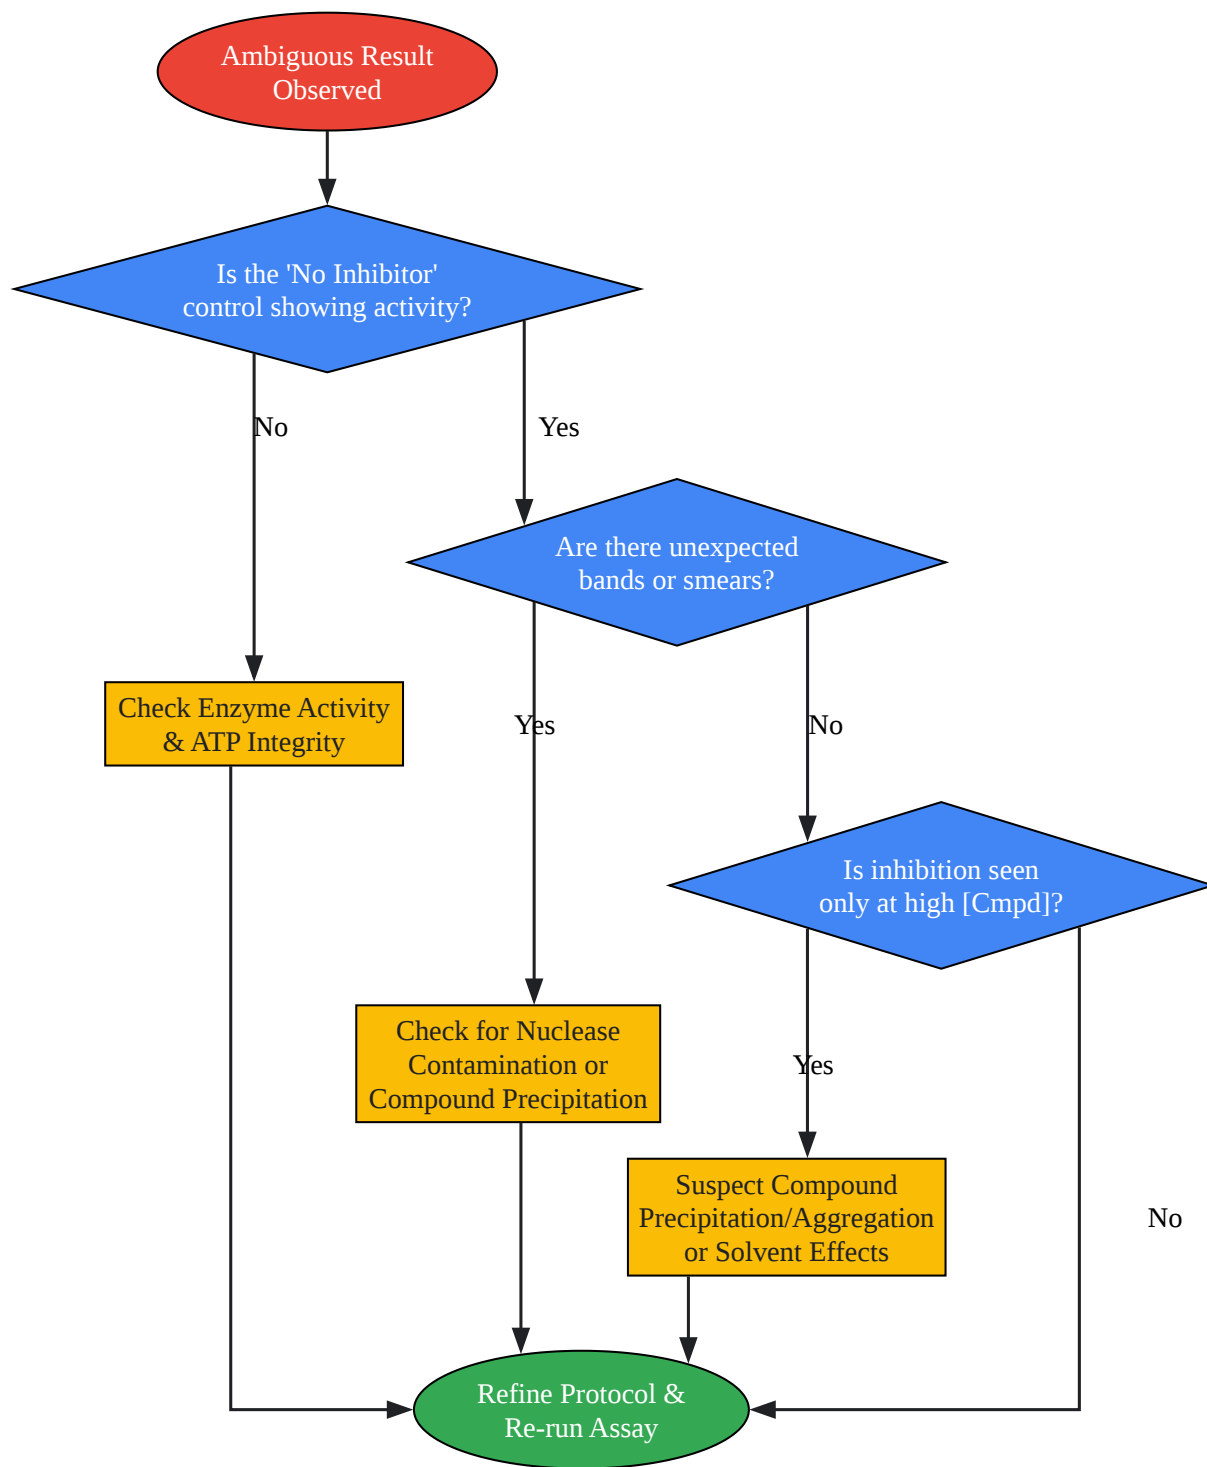 Ambiguous Result
Observed
Is the 'No Inhibitor'
control showing activity?
No
Yes
Are there unexpected
bands or smears?
Check Enzyme Activity
& ATP Integrity
Yes
No
Is inhibition seen
only at high [Cmpd]?
Check for Nuclease
Contamination or
Compound Precipitation
Yes
Suspect Compound
Precipitation/Aggregation
or Solvent Effects
No
Refine Protocol &
Re-run Assay